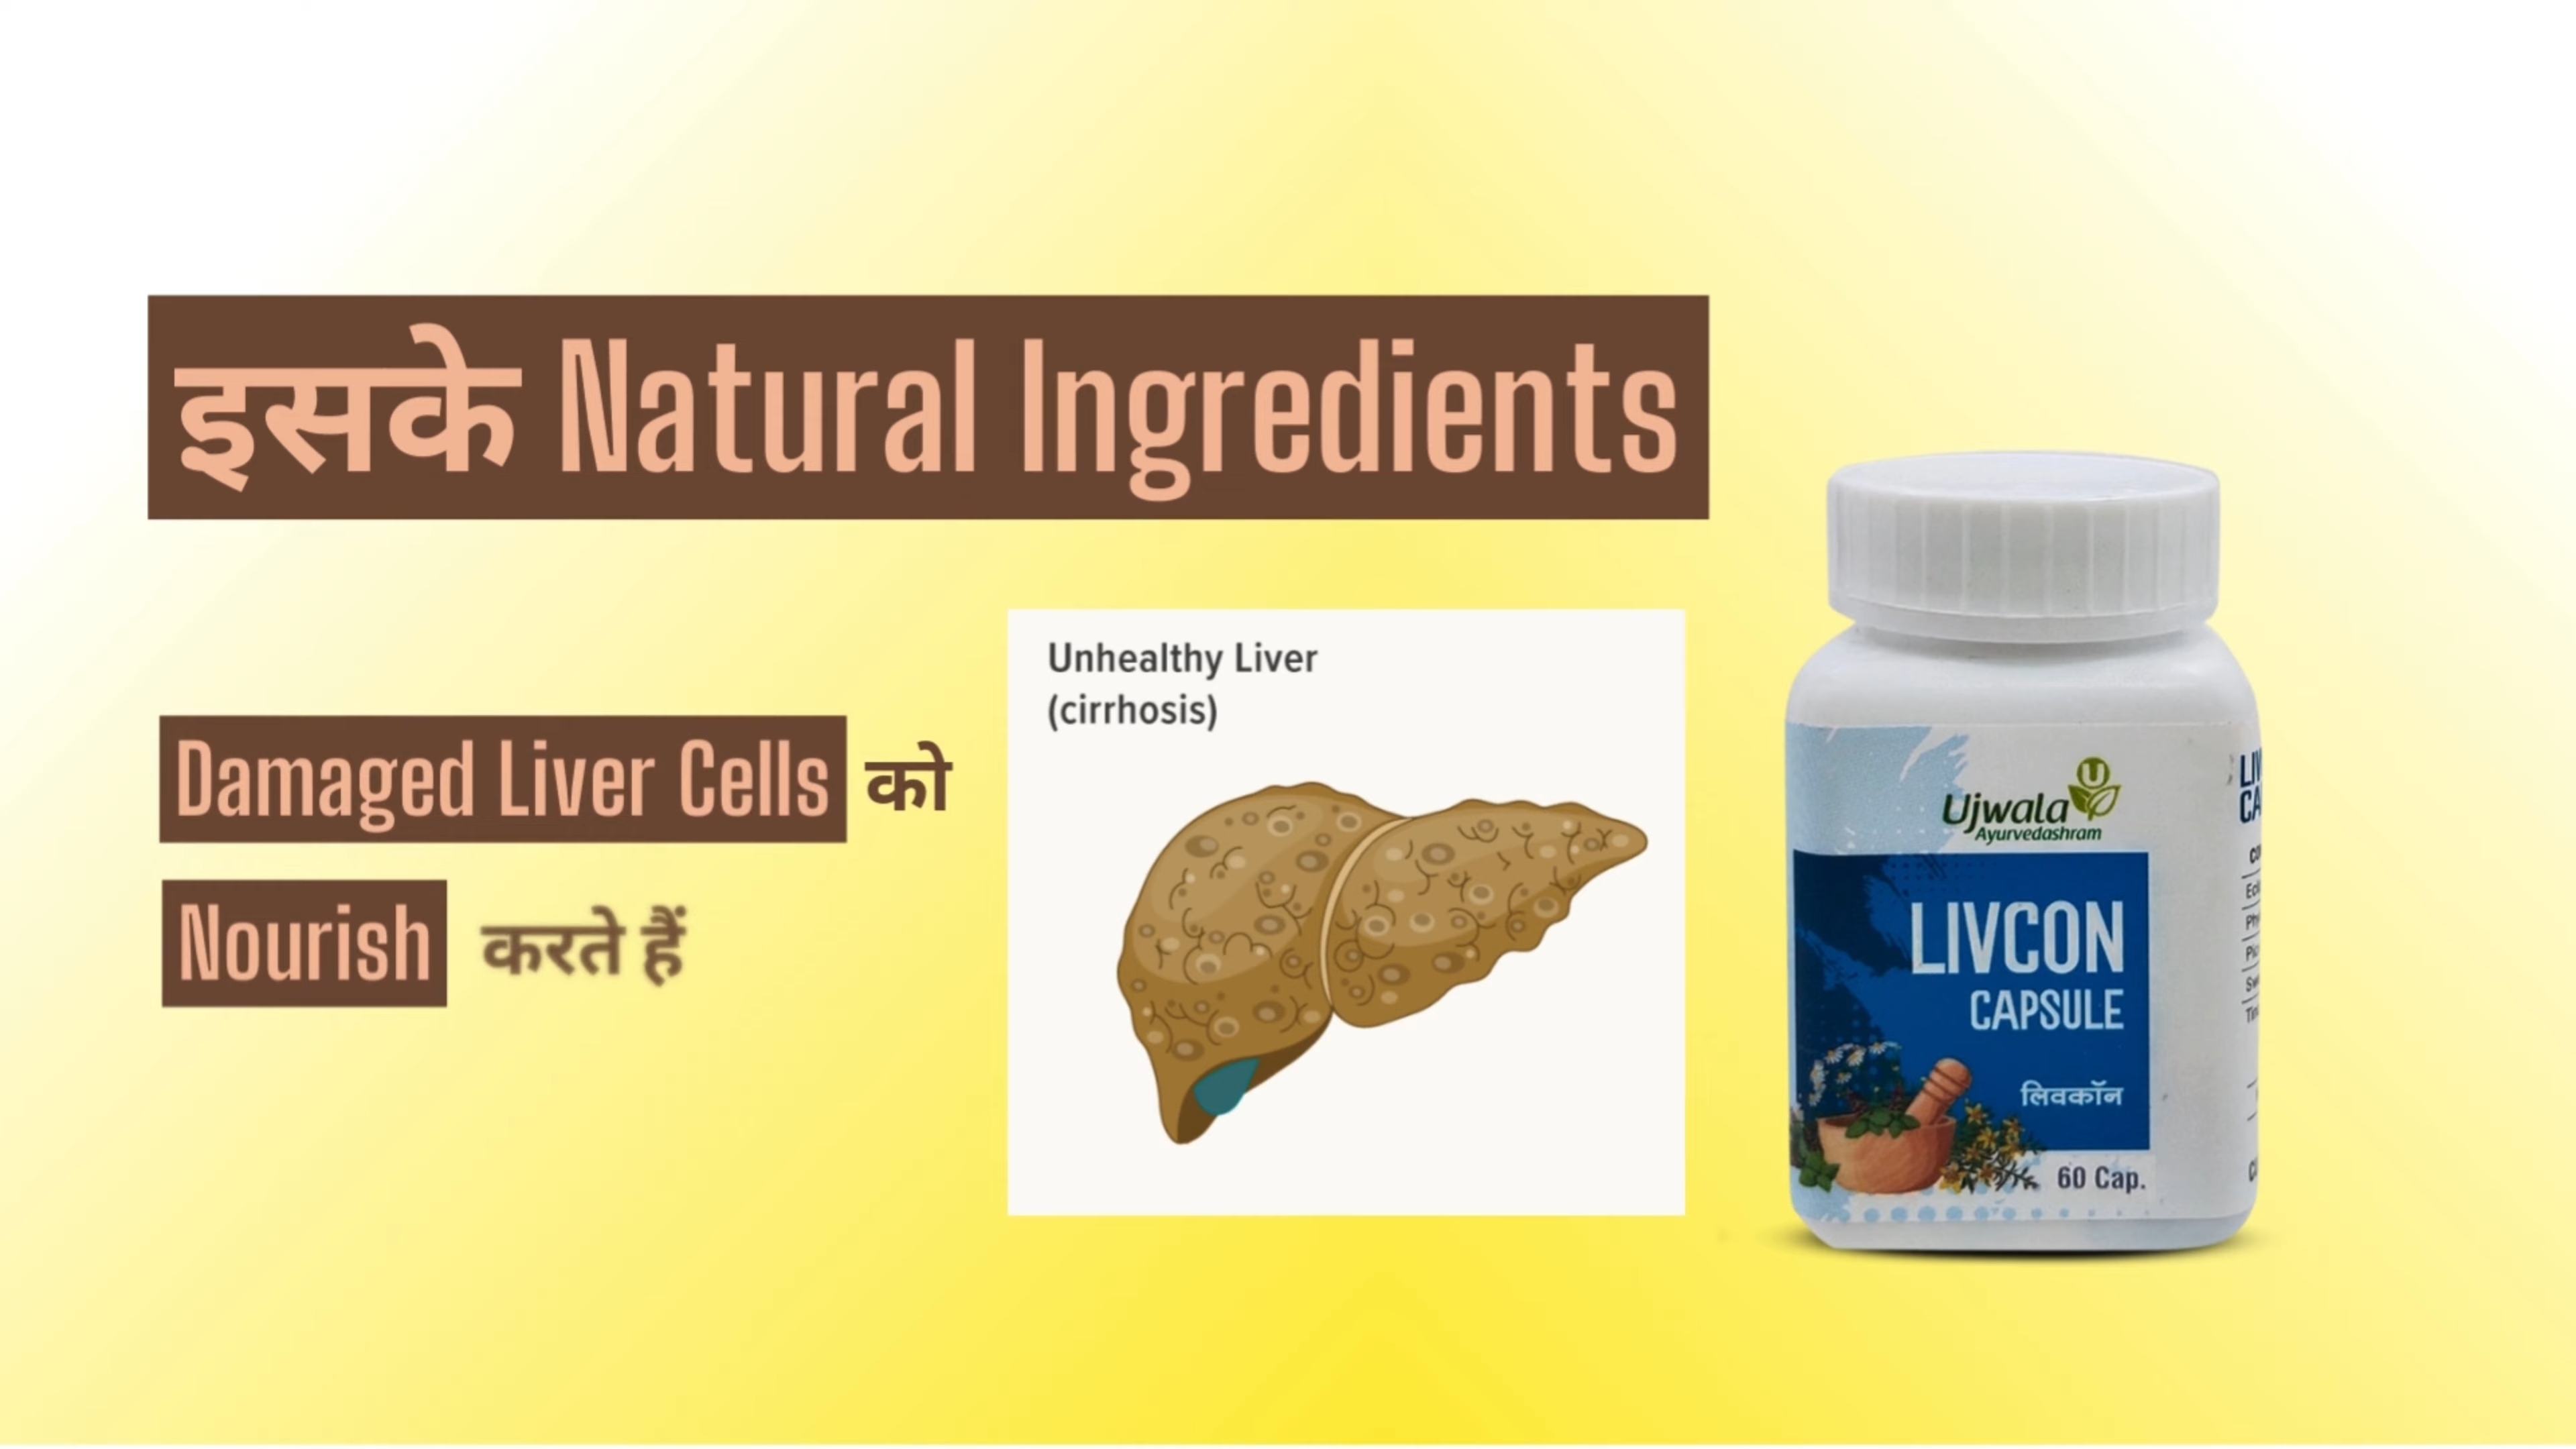 इसके Natural Ingredients
Damaged Liver Cells को
Nourish करते हैं
Unhealthy Liver
(cirrhosis)
U
Ujwala
Ayurvedashram
LIVCON
CAPSULE
लिवकॉन
60 Cap.